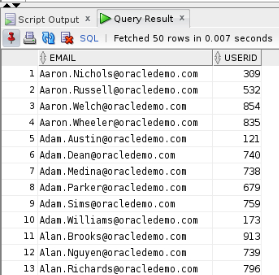 Script Output × Query Result ×
SQL | Fetched 50 rows in 0.007 seconds
EMAIL USERID
1 Aaron.Nichols@oracledemo.com 309
2 Aaron.Russell@oracledemo.com 532
3 Aaron.Welch@oracledemo.com 854
4 Aaron.Wheeler@oracledemo.com 835
5 Adam.Austin@oracledemo.com 121
6 Adam.Dean@oracledemo.com 740
7 Adam.Medina@oracledemo.com 738
8 Adam.Parker@oracledemo.com 679
9 Adam.Sims@oracledemo.com 759
10 Adam.Williams@oracledemo.com 173
11 Alan.Brooks@oracledemo.com 913
12 Alan.Nguyen@oracledemo.com 739
13 Alan.Richards@oracledemo.com 796